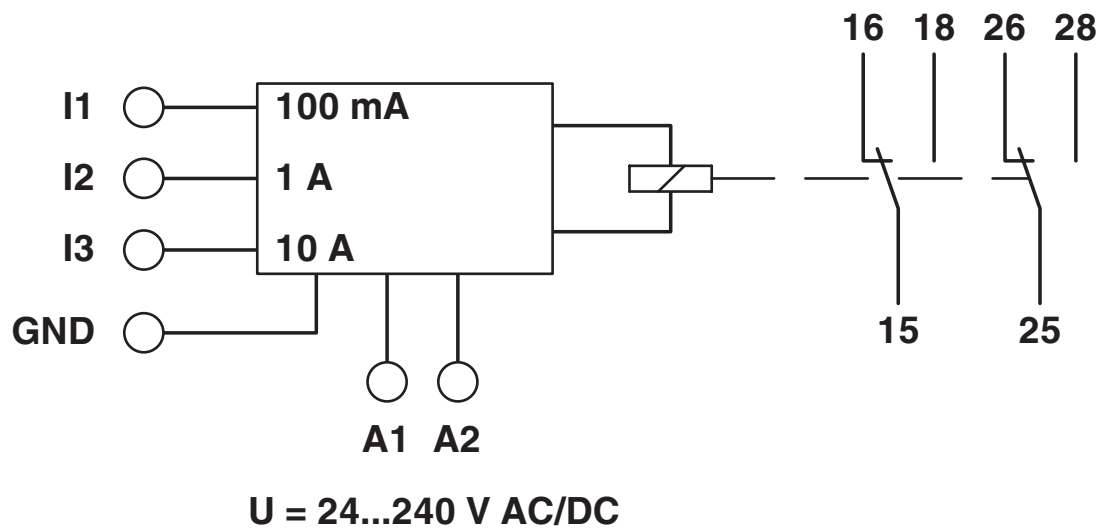 16 18 26 28
I1 100 mA
I2 1 A
I3 10 A
GND
15 25
A1 A2
U = 24...240 V AC/DC